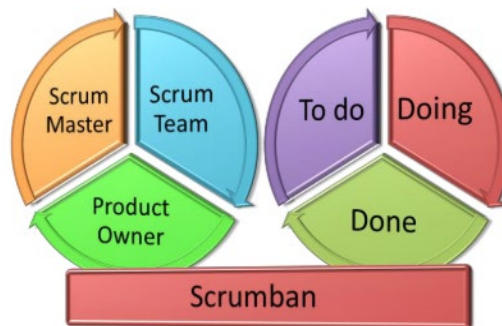 Scrum
Master
Scrum
Team
Product
Owner
To do
Doing
Done
Scrumban